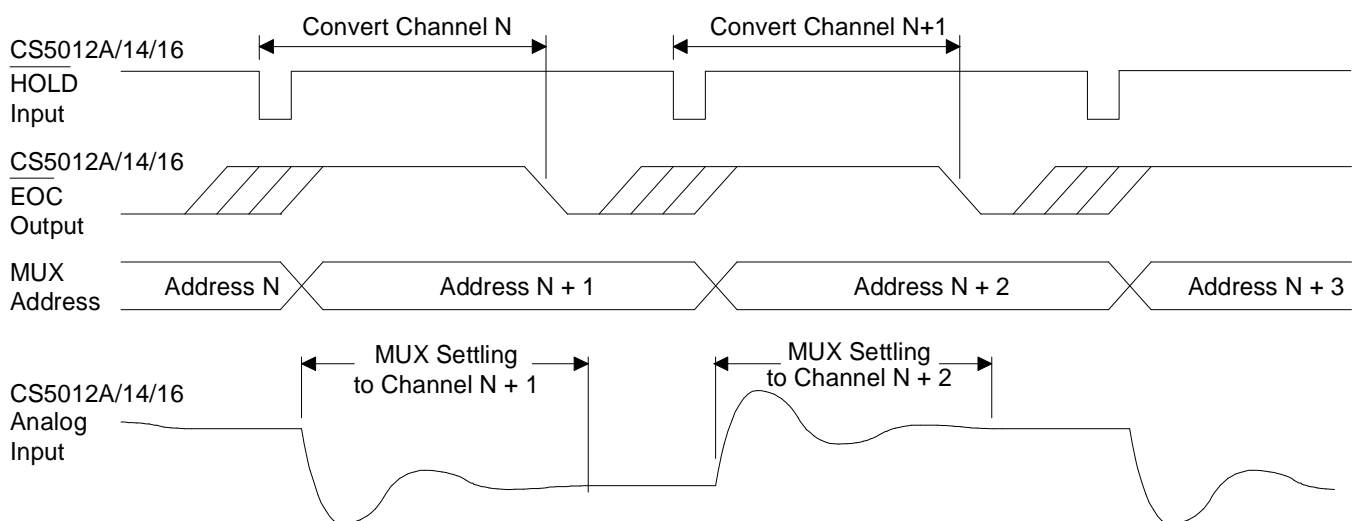 Convert Channel N
Convert Channel N+1
CS5012A/14/16
HOLD
Input
CS5012A/14/16
EOC
Output
MUX
Address
Address N
Address N + 1
Address N + 2
Address N + 3
MUX Settling
to Channel N + 1
MUX Settling
to Channel N + 2
CS5012A/14/16
Analog
Input